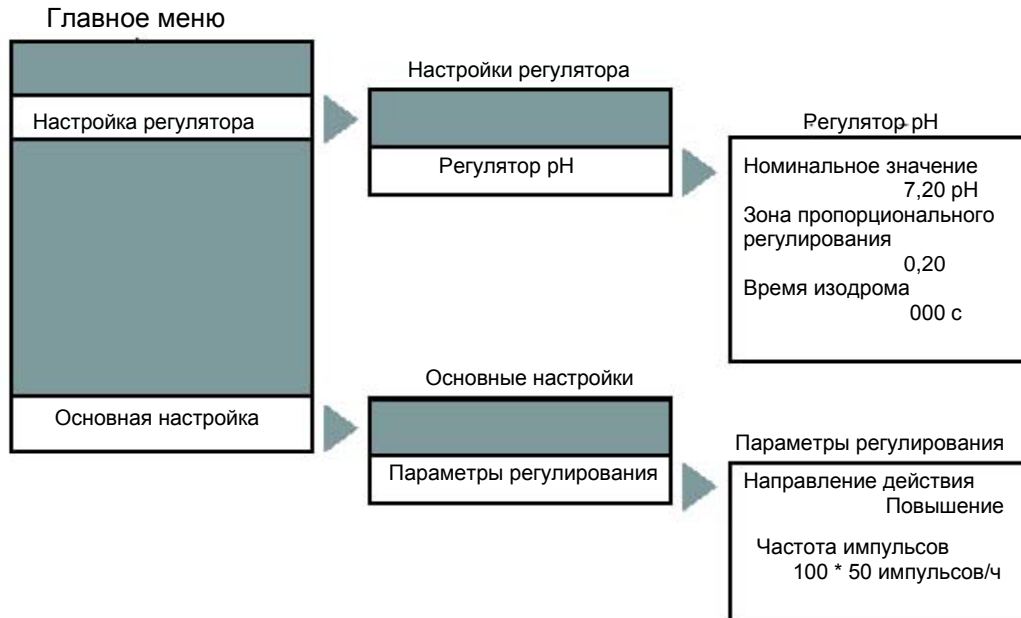 Главное меню
Настройка регулятора
Основная настройка
Настройки регулятора
Регулятор pH
Регулятор pH
Номинальное значение
7,20 pH
Зона пропорционального
регулирования
0,20
Время изодрома
000 с
Основные настройки
Параметры регулирования
Параметры регулирования
Направление действия
Повышение
Частота импульсов
100 * 50 импульсов/ч